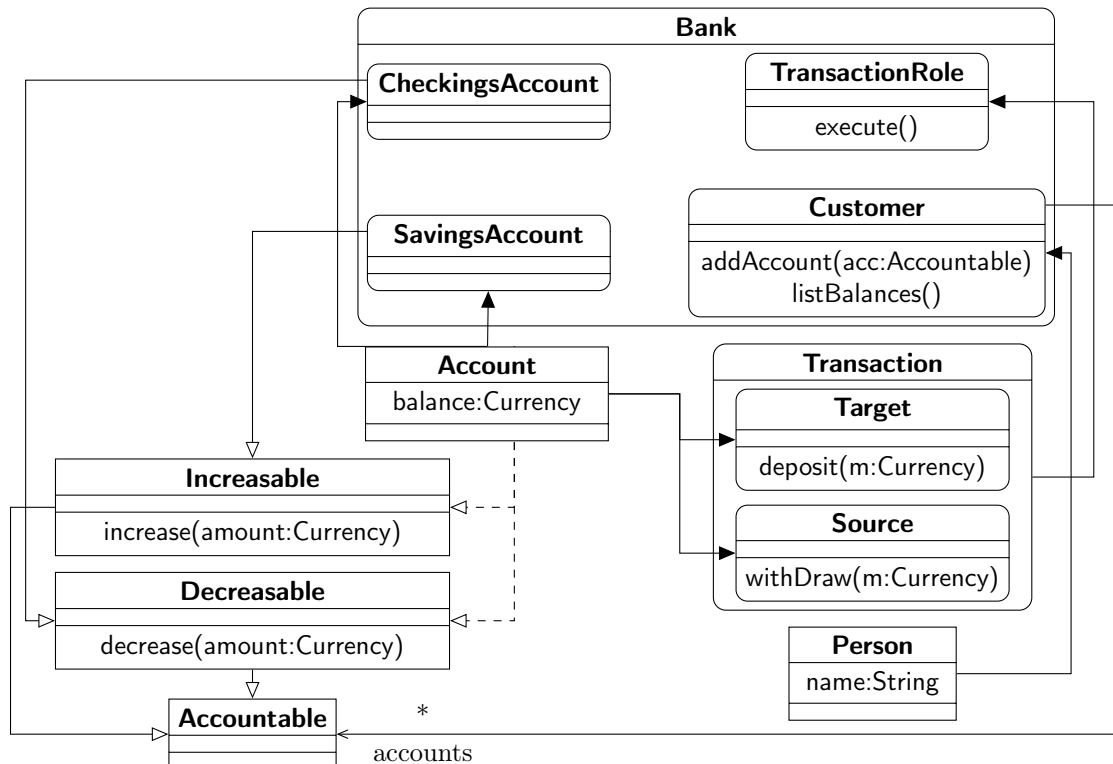 Bank
CheckingsAccount
TransactionRole
execute()
SavingsAccount
Customer
addAccount(acc:Accountable)
listBalances()
Account
balance:Currency
Transaction
Target
deposit(m:Currency)
Source
withDraw(m:Currency)
Increasable
increase(amount:Currency)
Decreasable
decrease(amount:Currency)
Person
name:String
Accountable
*
accounts